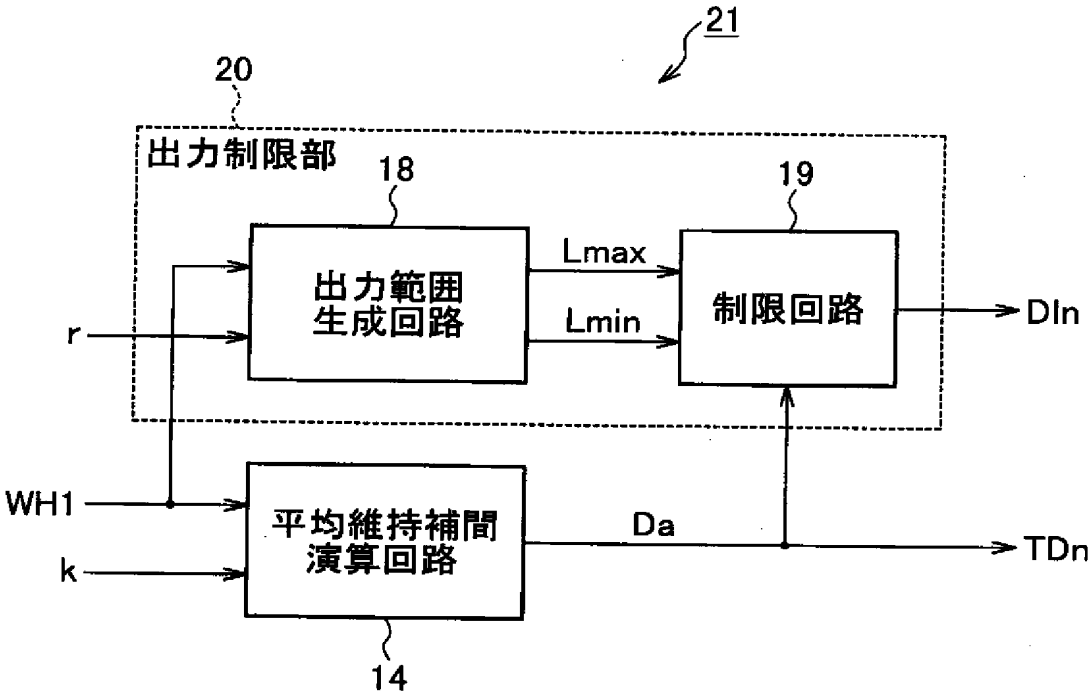 21
20
出力制限部
18
19
出力範囲
生成回路
Lmax
Lmin
制限回路
r
DIn
WH1
k
平均維持補間
演算回路
Da
TDn
14